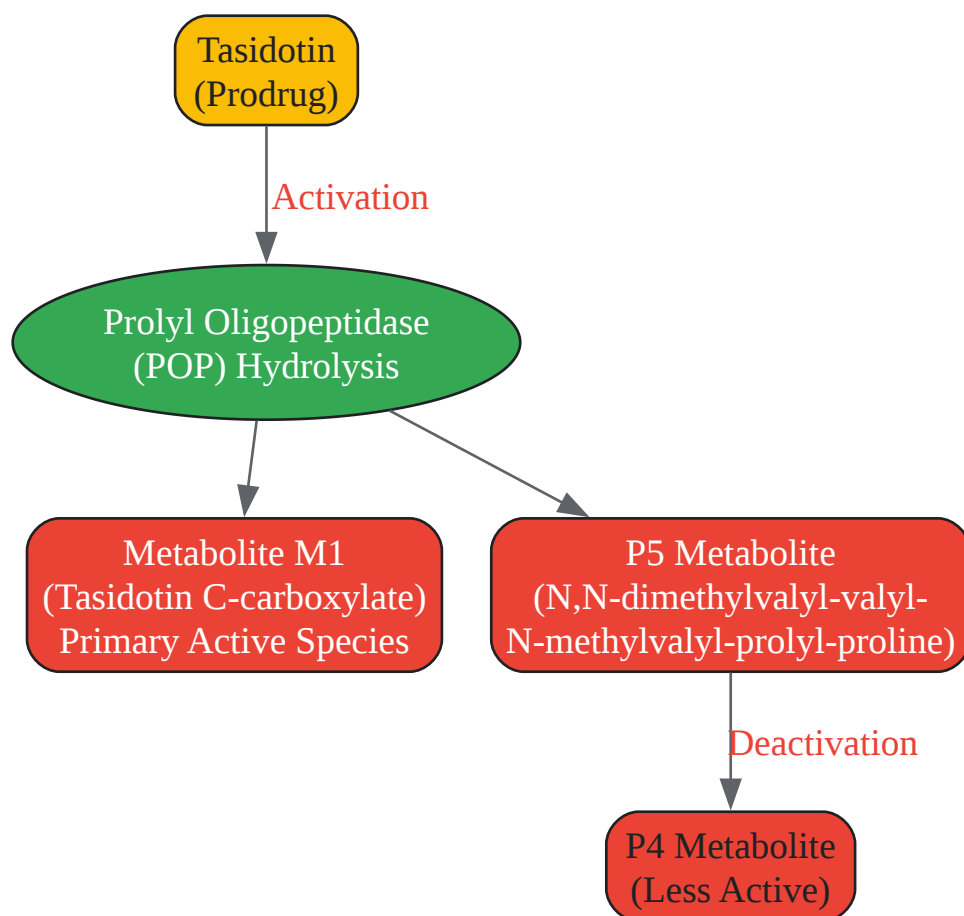 Tasidotin
(Prodrug)
Activation
Prolyl Oligopeptidase
(POP) Hydrolysis
Metabolite M1
(Tasidotin C-carboxylate)
Primary Active Species
P5 Metabolite
(N,N-dimethylvalyl-valyl-
N-methylvalyl-prolyl-proline)
Deactivation
P4 Metabolite
(Less Active)